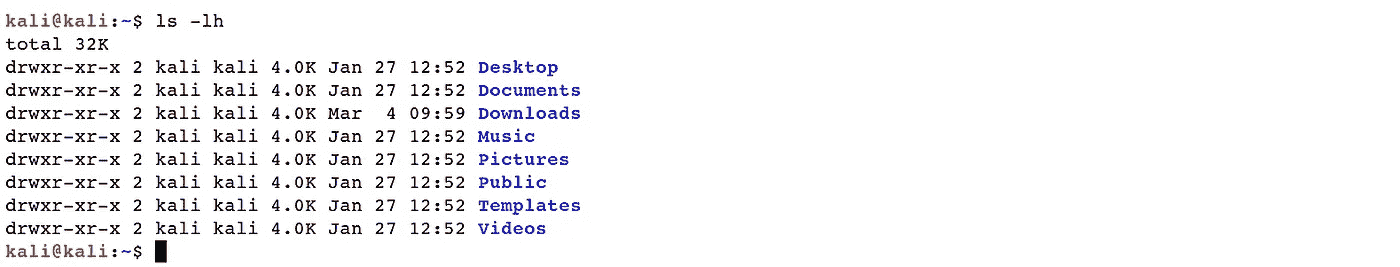 kali@kali:~$ ls -lh
total 32K
drwxr-xr-x 2 kali kali 4.0K Jan 27 12:52 Desktop
drwxr-xr-x 2 kali kali 4.0K Jan 27 12:52 Documents
drwxr-xr-x 2 kali kali 4.0K Mar  4 09:59 Downloads
drwxr-xr-x 2 kali kali 4.0K Jan 27 12:52 Music
drwxr-xr-x 2 kali kali 4.0K Jan 27 12:52 Pictures
drwxr-xr-x 2 kali kali 4.0K Jan 27 12:52 Public
drwxr-xr-x 2 kali kali 4.0K Jan 27 12:52 Templates
drwxr-xr-x 2 kali kali 4.0K Jan 27 12:52 Videos
kali@kali:~$